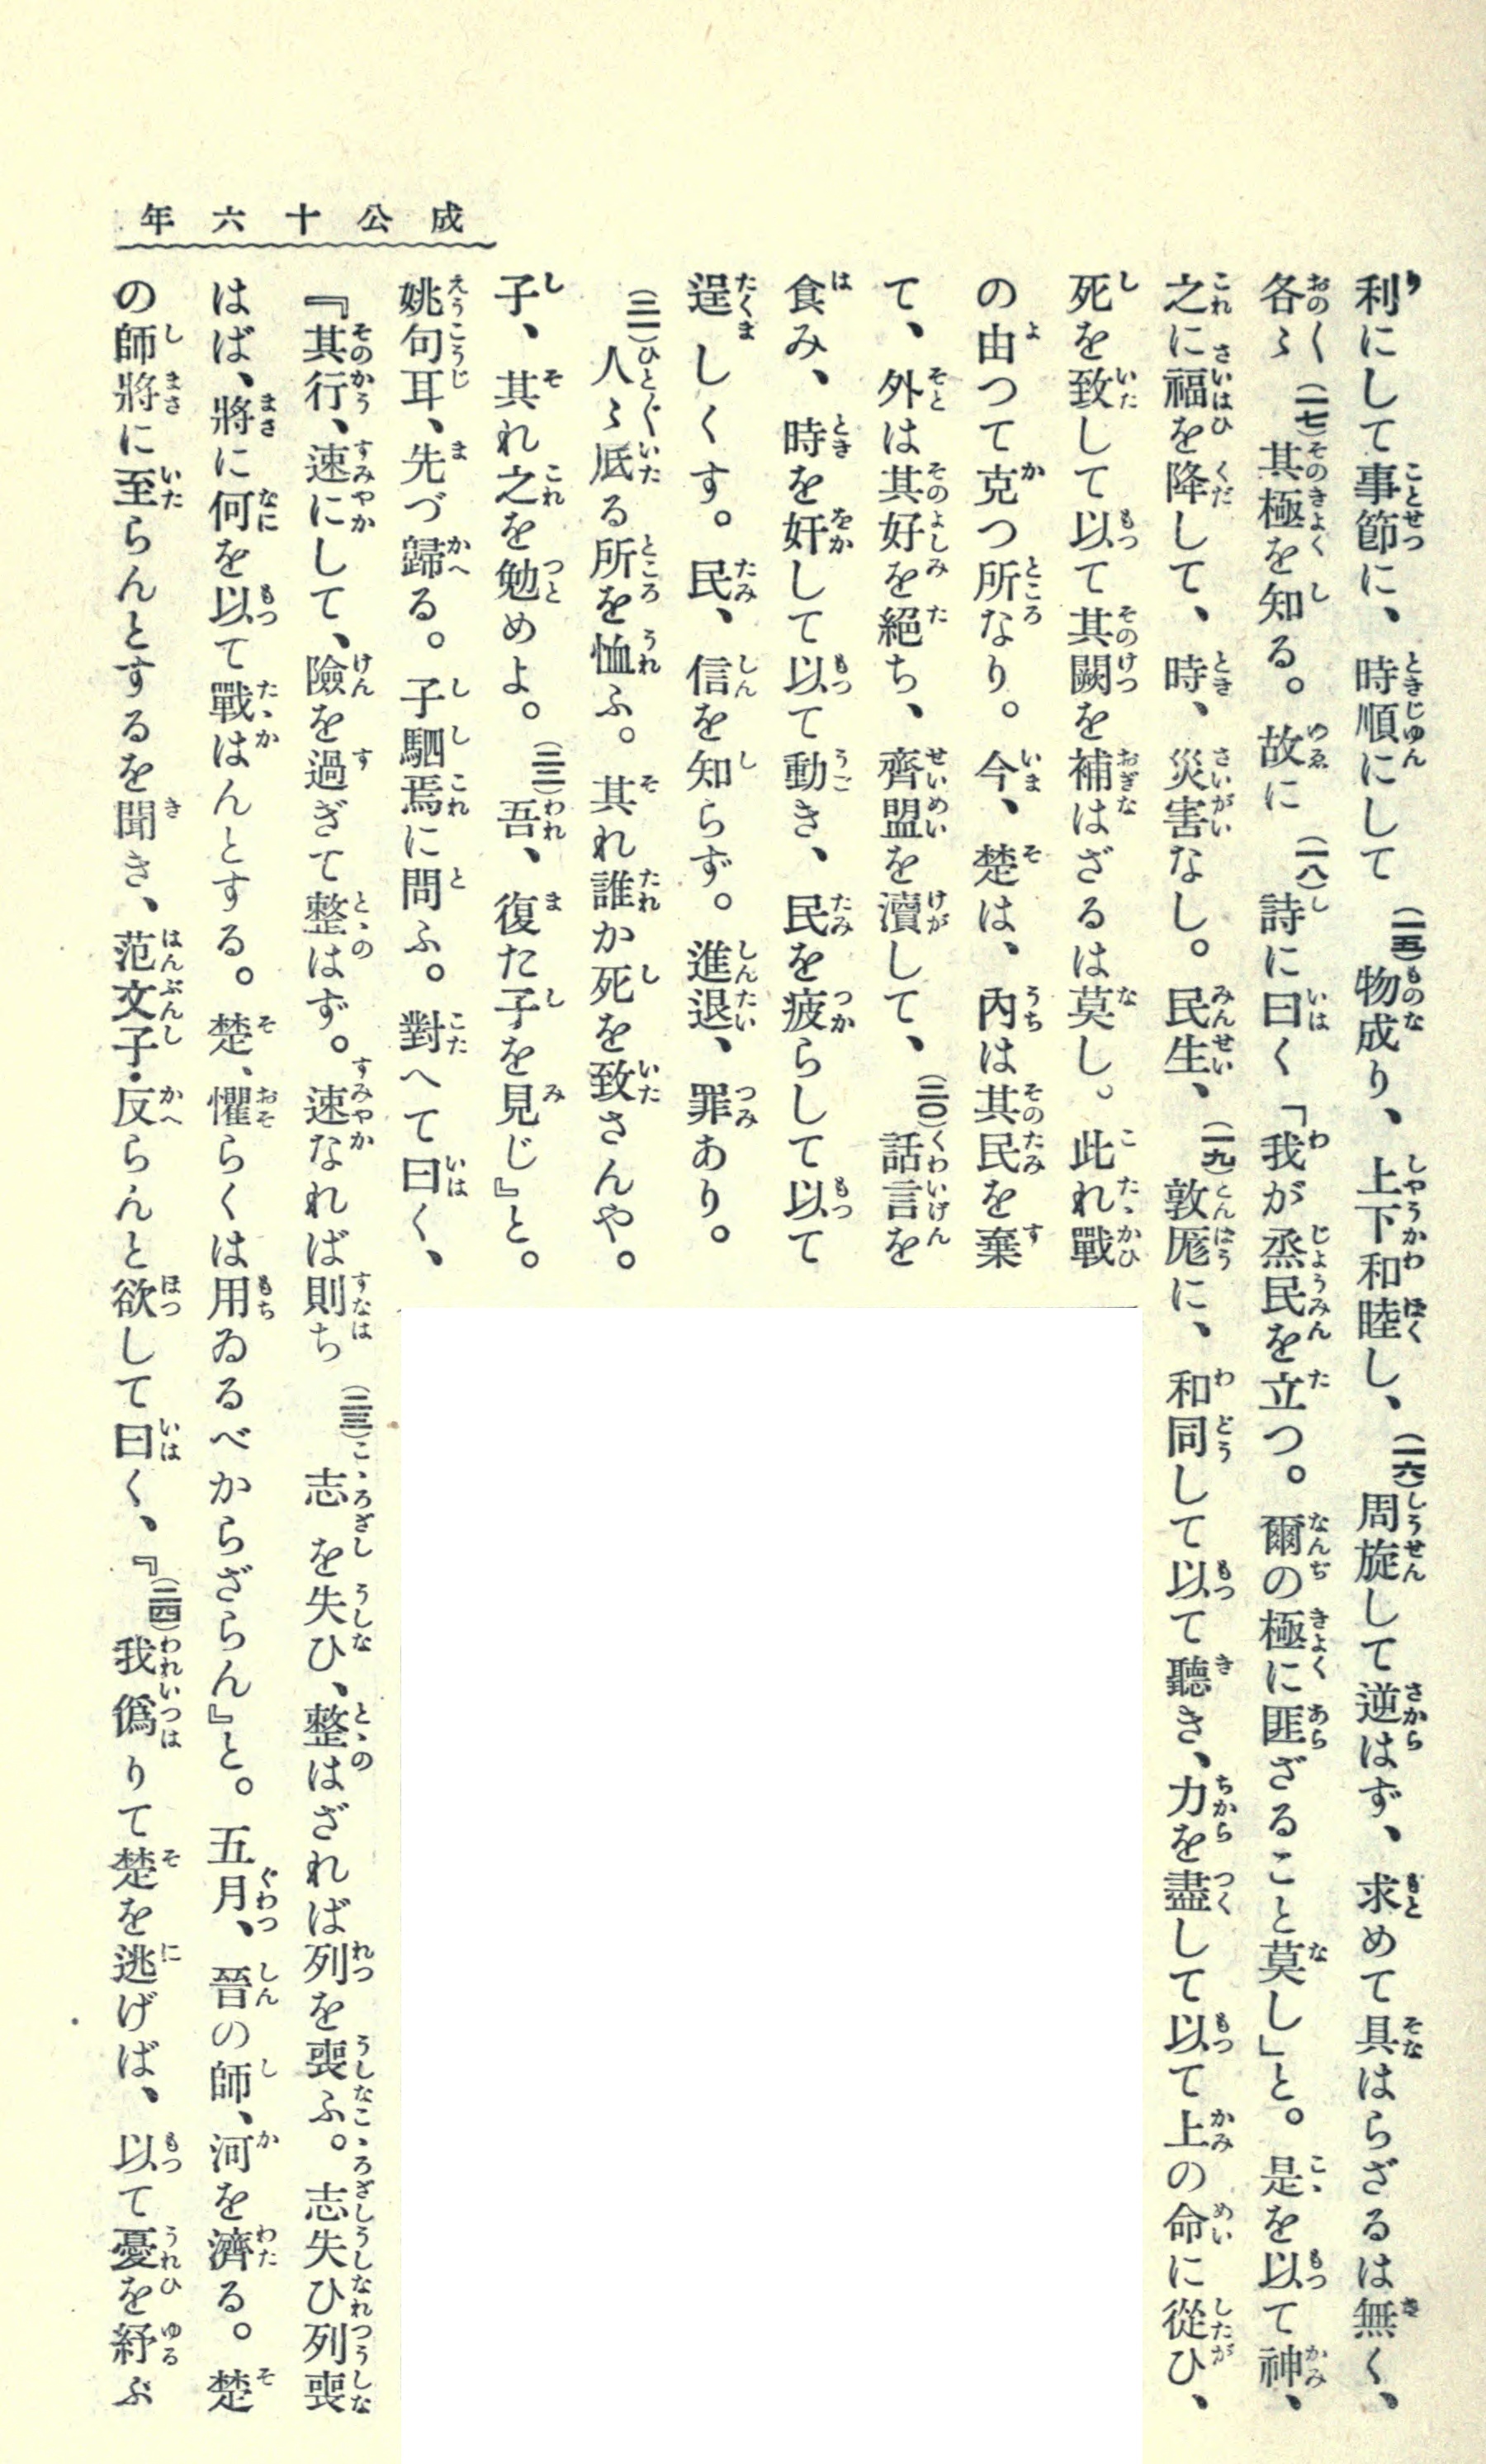 成公十六年
利にして事節に、時順にして(一五)物成り、上下和睦し、(一六)周旋して逆はず、求めて具はらざるは無く、
各〻(一七)其極を知る。故に(一八)詩に曰く「我が烝民を立つ。爾の極に匪ざること莫し」と。是を以て神、
之に福を降して、時、災害なし。民生、(一九)敦厖に、和同して以て聽き、力を盡して以て上の命に從ひ、
死を致して以て其闕を補はざるは莫し。此れ戰
の由つて克つ所なり。今、楚は、內は其民を棄
て、外は其好を絕ち、齊盟を瀆して、(二〇)話言を
食み、時を奸して以て動き、民を疲らして以て
逞しくす。民、信を知らず。進退、罪あり。
(二一)人〻底る所を恤ふ。其れ誰か死を致さんや。
子、其れ之を勉めよ。(二二)吾、復た子を見じ』と。
姚句耳、先づ歸る。子駟焉に問ふ。對へて曰く、
『其行、速にして、險を過ぎて整はず。速なれば則ち(二三)志を失ひ、整はざれば列を喪ふ。志失ひ列喪
はば、將に何を以て戰はんとする。楚、懼らくは用ゐるべからざらん』と。五月、晉の師、河を濟る。楚
の師將に至らんとするを聞き、范文子・反らんと欲して曰く、『(二四)我僞りて楚を逃げば、以て憂を紓ぶ